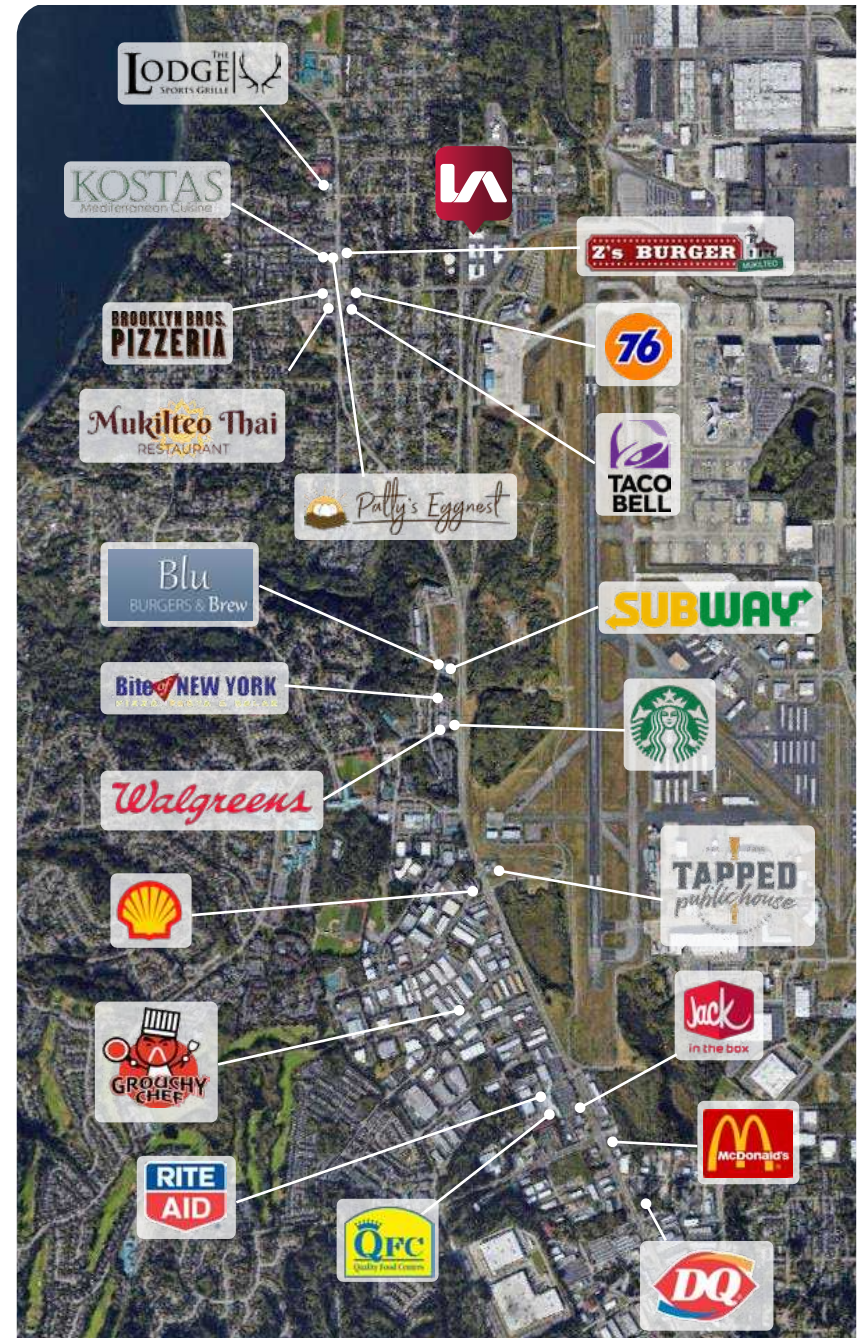 THE
LODGE
SPORTS GRILLE
KOSTAS
Mediterranean Cuisine
Z's BURGER
MUKILTEO
BROOKLYN BROS.
PIZZERIA
76
Mukilteo Thai
RESTAURANT
TACO
BELL
Patty's Eggnest
Blu
BURGERS & Brew
SUBWAY
Bite of NEW YORK
Walgreens
TAPPED
public house
Jack
in the box
GROUCHY
CHEF
McDonald's
RITE
AID
QFC
Quality Food Centers
DQ